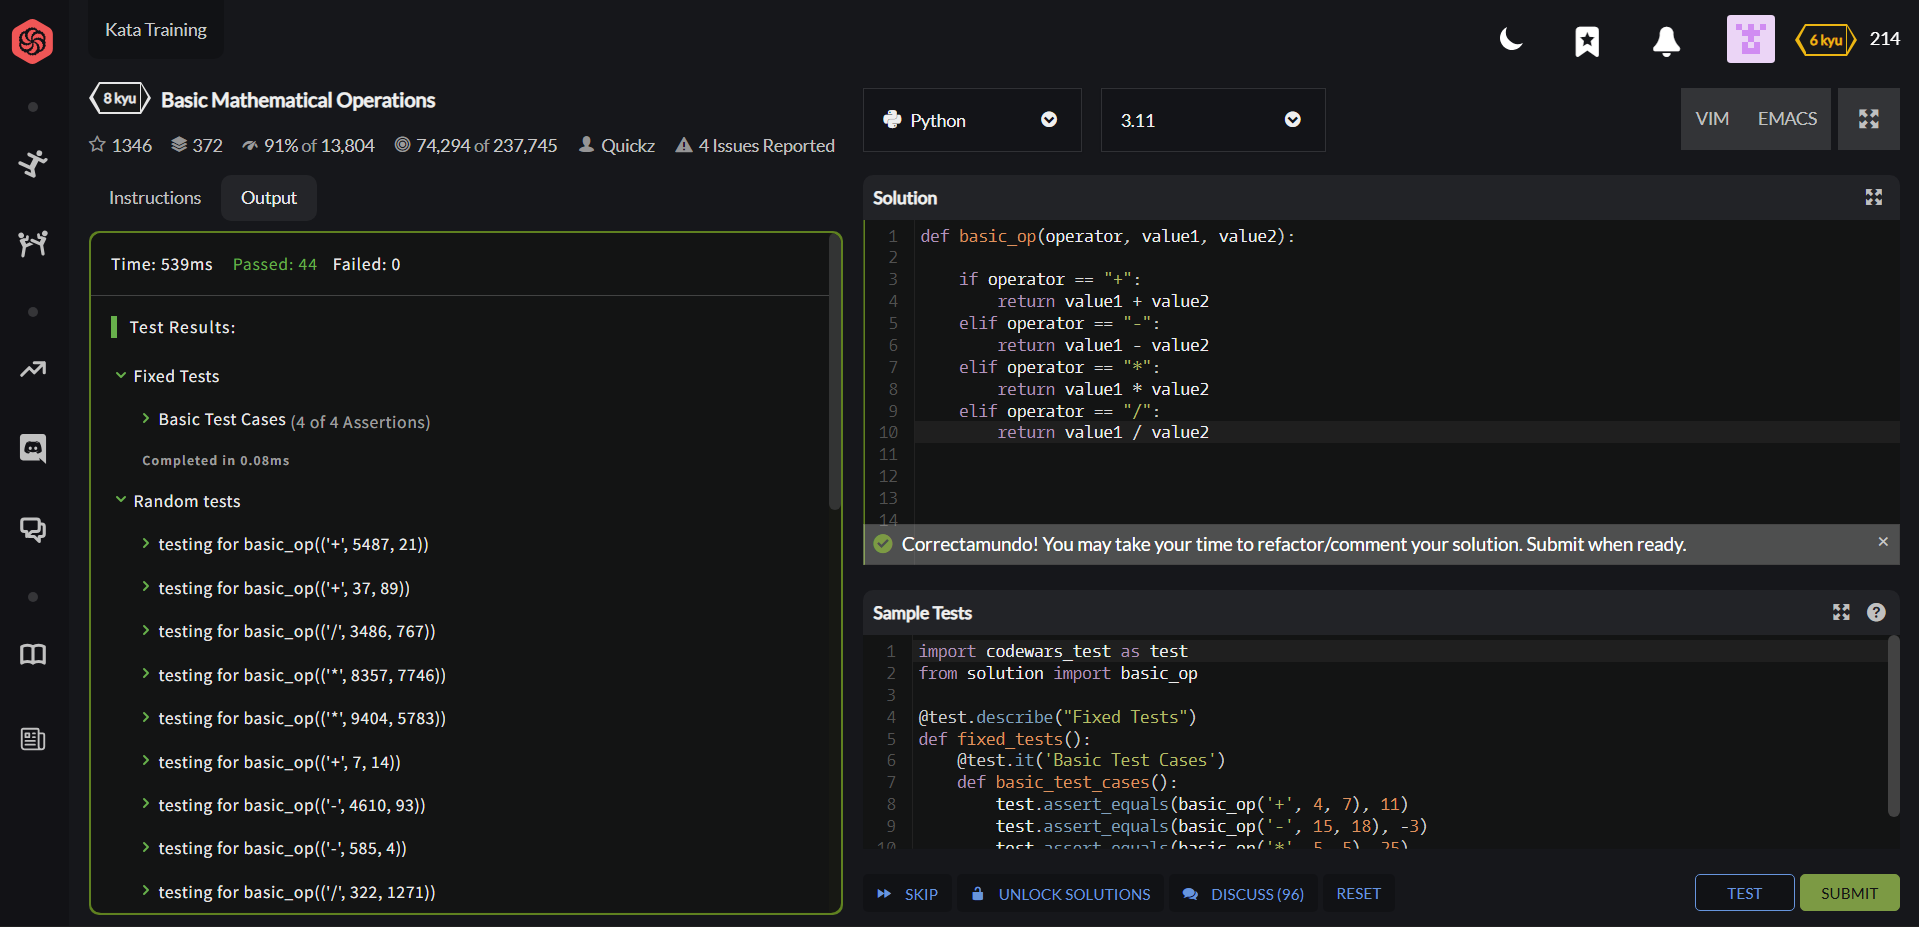 Kata Training
6 kyu 214
8 kyu Basic Mathematical Operations
1346 372 91% of 13,804 74,294 of 237,745 Quickz 4 Issues Reported
Python 3.11 VIM EMACS
Instructions Output
Time: 539ms Passed: 44 Failed: 0
Test Results:
Fixed Tests
Basic Test Cases (4 of 4 Assertions)
Completed in 0.08ms
Random tests
testing for basic_op(('+', 5487, 21))
testing for basic_op(('+', 37, 89))
testing for basic_op(('/', 3486, 767))
testing for basic_op(('*', 8357, 7746))
testing for basic_op(('*', 9404, 5783))
testing for basic_op(('+', 7, 14))
testing for basic_op(('-', 4610, 93))
testing for basic_op(('-', 585, 4))
testing for basic_op(('/', 322, 1271))
Solution
1 def basic_op(operator, value1, value2):
2
3     if operator == "+":
4         return value1 + value2
5     elif operator == "-":
6         return value1 - value2
7     elif operator == "*":
8         return value1 * value2
9     elif operator == "/":
10         return value1 / value2
11
12
13
14
Correctamundo! You may take your time to refactor/comment your solution. Submit when ready. ×
Sample Tests ?
1 import codewars_test as test
2 from solution import basic_op
3
4 @test.describe("Fixed Tests")
5 def fixed_tests():
6     @test.it('Basic Test Cases')
7     def basic_test_cases():
8         test.assert_equals(basic_op('+', 4, 7), 11)
9         test.assert_equals(basic_op('-', 15, 18), -3)
10         test.assert_equals(basic_op('*', 5, 5), 25)
SKIP UNLOCK SOLUTIONS DISCUSS (96) RESET TEST SUBMIT